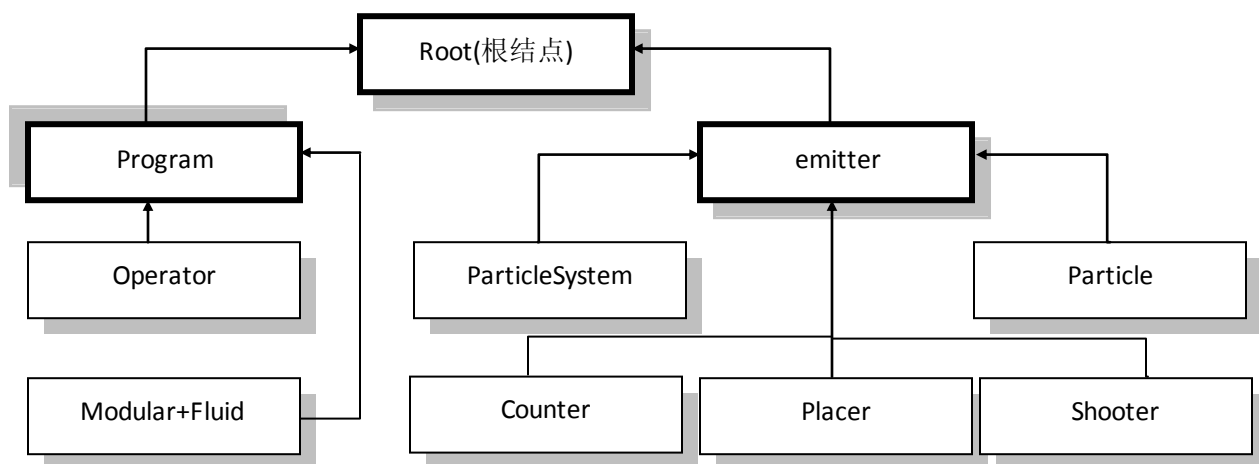 Root(根结点)
Program
emitter
Operator
ParticleSystem
Particle
Modular+Fluid
Counter
Placer
Shooter